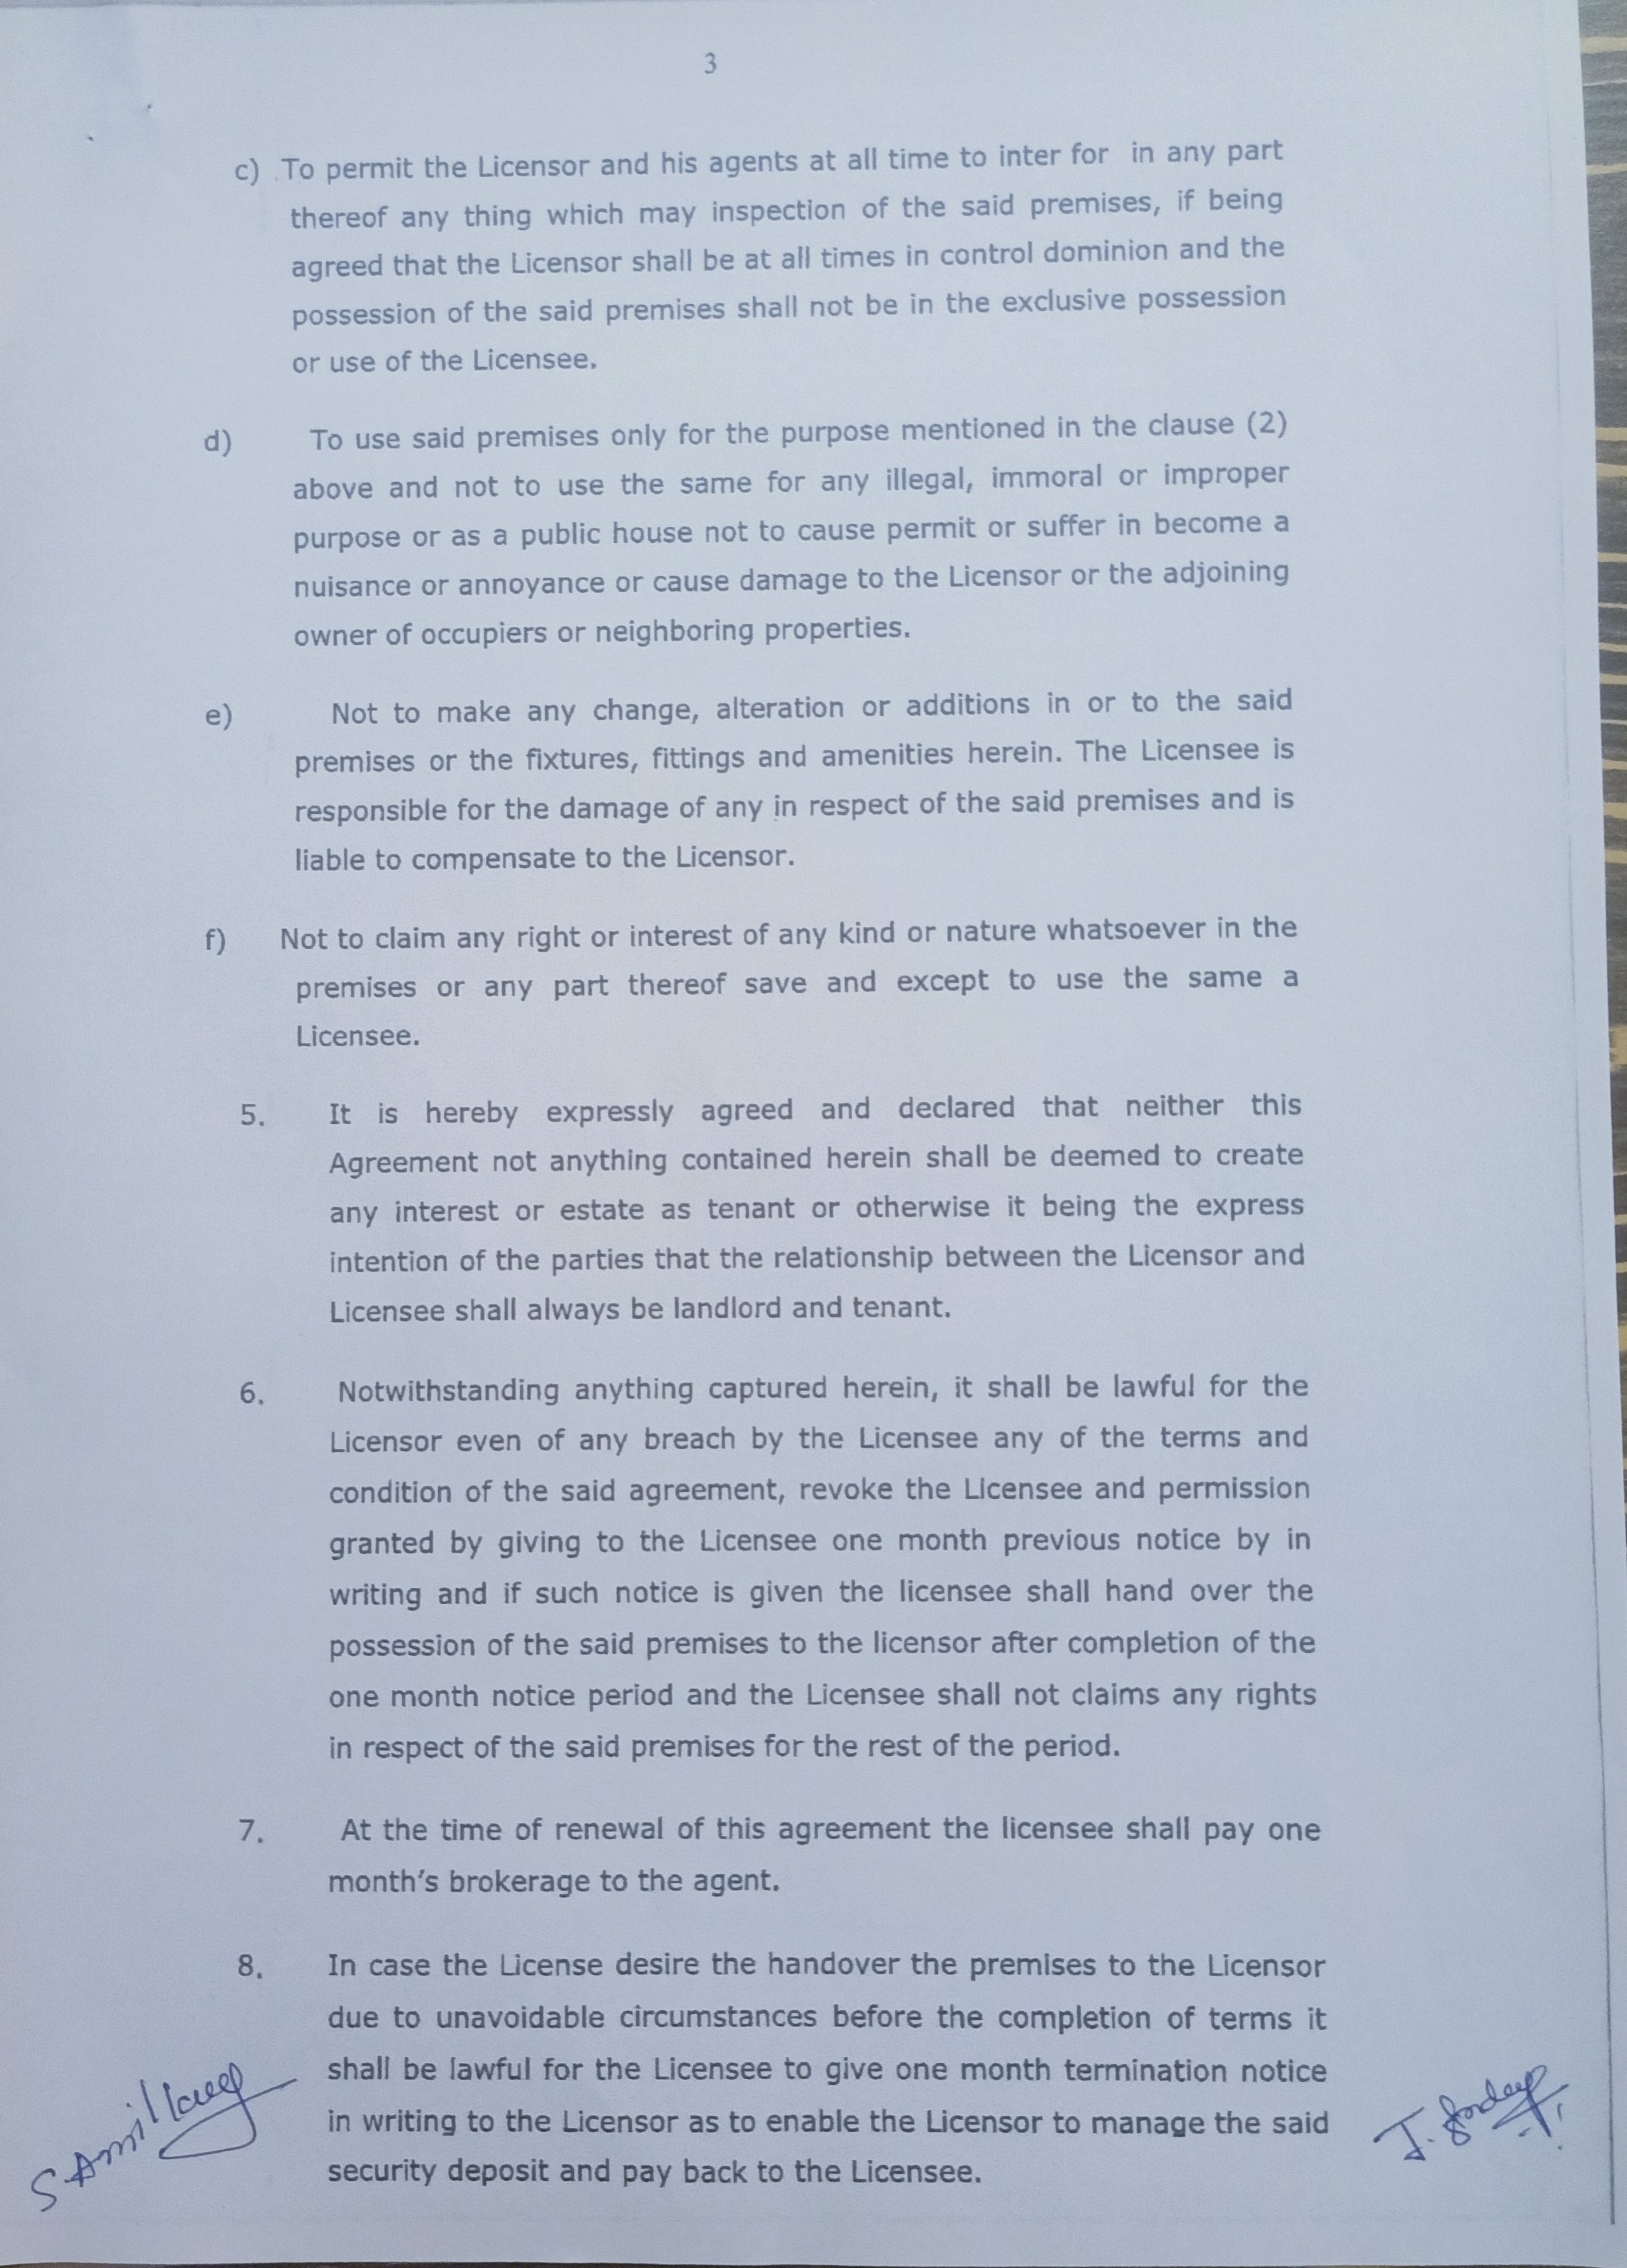 3
c) To permit the Licensor and his agents at all time to inter for in any part
thereof any thing which may inspection of the said premises, if being
agreed that the Licensor shall be at all times in control dominion and the
possession of the said premises shall not be in the exclusive possession
or use of the Licensee.
d) To use said premises only for the purpose mentioned in the clause (2)
above and not to use the same for any illegal, immoral or improper
purpose or as a public house not to cause permit or suffer in become a
nuisance or annoyance or cause damage to the Licensor or the adjoining
owner of occupiers or neighboring properties.
e) Not to make any change, alteration or additions in or to the said
premises or the fixtures, fittings and amenities herein. The Licensee is
responsible for the damage of any in respect of the said premises and is
liable to compensate to the Licensor.
f) Not to claim any right or interest of any kind or nature whatsoever in the
premises or any part thereof save and except to use the same a
Licensee.
5. It is hereby expressly agreed and declared that neither this
Agreement not anything contained herein shall be deemed to create
any interest or estate as tenant or otherwise it being the express
intention of the parties that the relationship between the Licensor and
Licensee shall always be landlord and tenant.
6. Notwithstanding anything captured herein, it shall be lawful for the
Licensor even of any breach by the Licensee any of the terms and
condition of the said agreement, revoke the Licensee and permission
granted by giving to the Licensee one month previous notice by in
writing and if such notice is given the licensee shall hand over the
possession of the said premises to the licensor after completion of the
one month notice period and the Licensee shall not claims any rights
in respect of the said premises for the rest of the period.
7. At the time of renewal of this agreement the licensee shall pay one
month's brokerage to the agent.
8. In case the License desire the handover the premises to the Licensor
due to unavoidable circumstances before the completion of terms it
shall be lawful for the Licensee to give one month termination notice
in writing to the Licensor as to enable the Licensor to manage the said
security deposit and pay back to the Licensee.